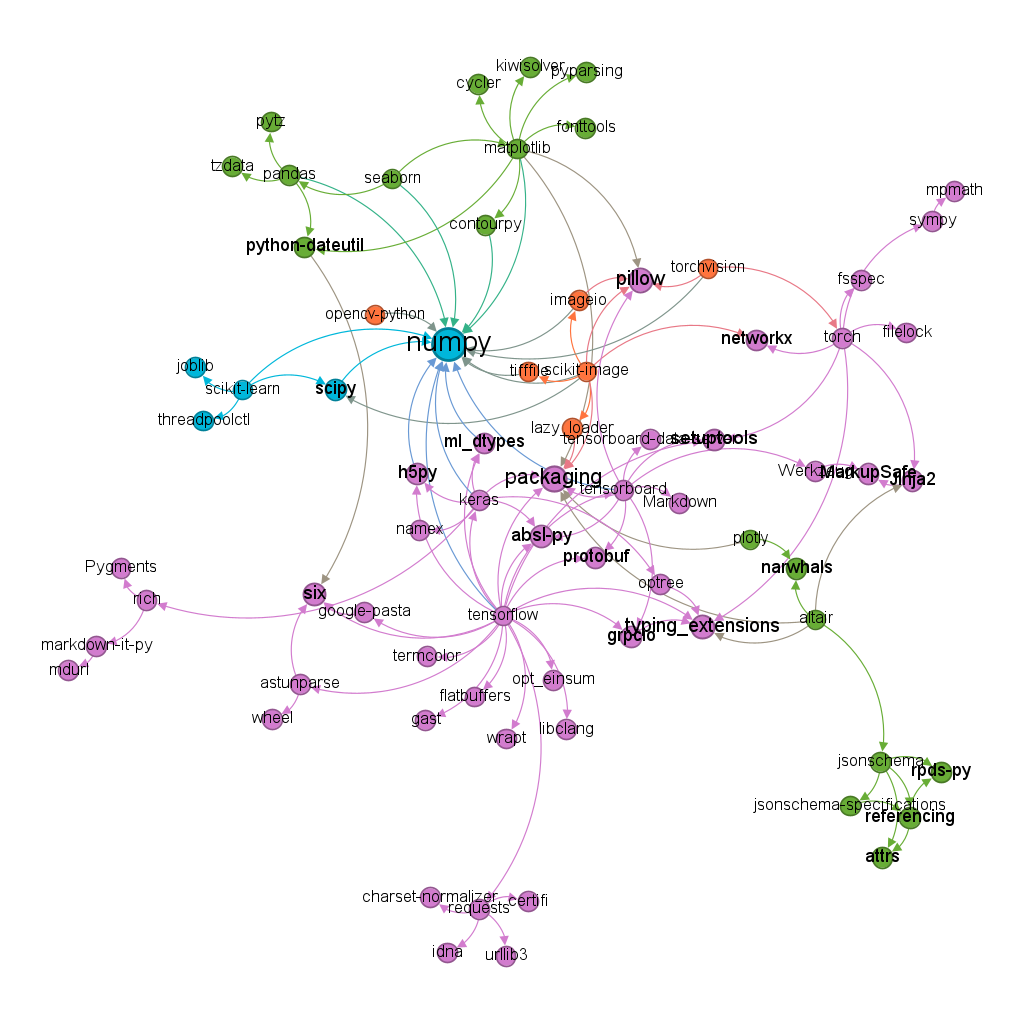 kiwisolver
pyparsing
cycler
pytz
fonttools
matplotlib
tzdata
pandas
seaborn
mpmath
sympy
contourpy
python-dateutil
torchvision
pillow
fsspec
imageio
opencv-python
filelock
networkx
torch
numpy
joblib
tifffile
scikit-image
scikit-learn
scipy
threadpoolctl
lazy_loader
ml_dtypes
setuptools
h5py
packaging
Werkzeug
MarkupSafe
Jinja2
tensorboard
keras
Markdown
namex
absl-py
plotly
protobuf
Pygments
narwhals
optree
six
rich
google-pasta
tensorflow
altair
typing_extensions
grpcio
markdown-it-py
termcolor
mdurl
astunparse
opt_einsum
flatbuffers
wheel
gast
libclang
wrapt
jsonschema
rpds-py
jsonschema-specifications
referencing
attrs
charset-normalizer
certifi
requests
idna
urllib3